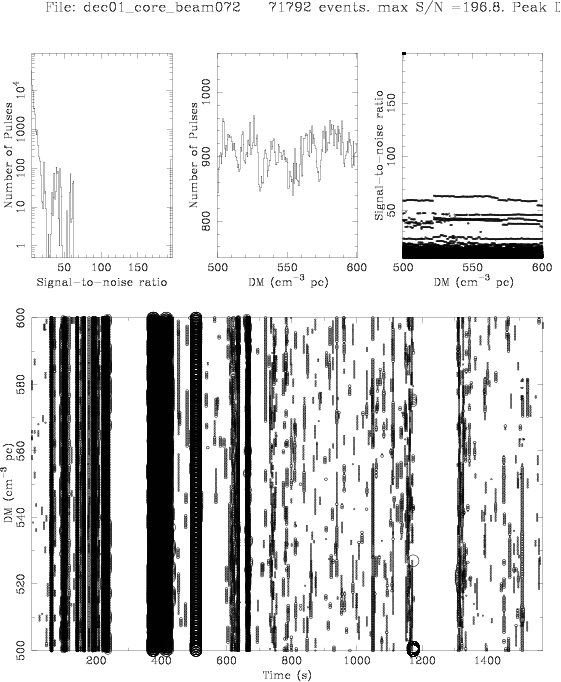 File: dec01_core_beam072 71792 events. max S/N =196.8. Peak
Number of Pulses
1 10 100 1000 10⁴
50 100 150
Signal-to-noise ratio
Number of Pulses
800 900 1000
500 550 600
DM (cm⁻³ pc)
Signal-to-noise ratio
50 100 150
500 550 600
DM (cm⁻³ pc)
DM (cm⁻³ pc)
500 520 540 560 580 600
200 400 600 800 1000 1200 1400
Time (s)